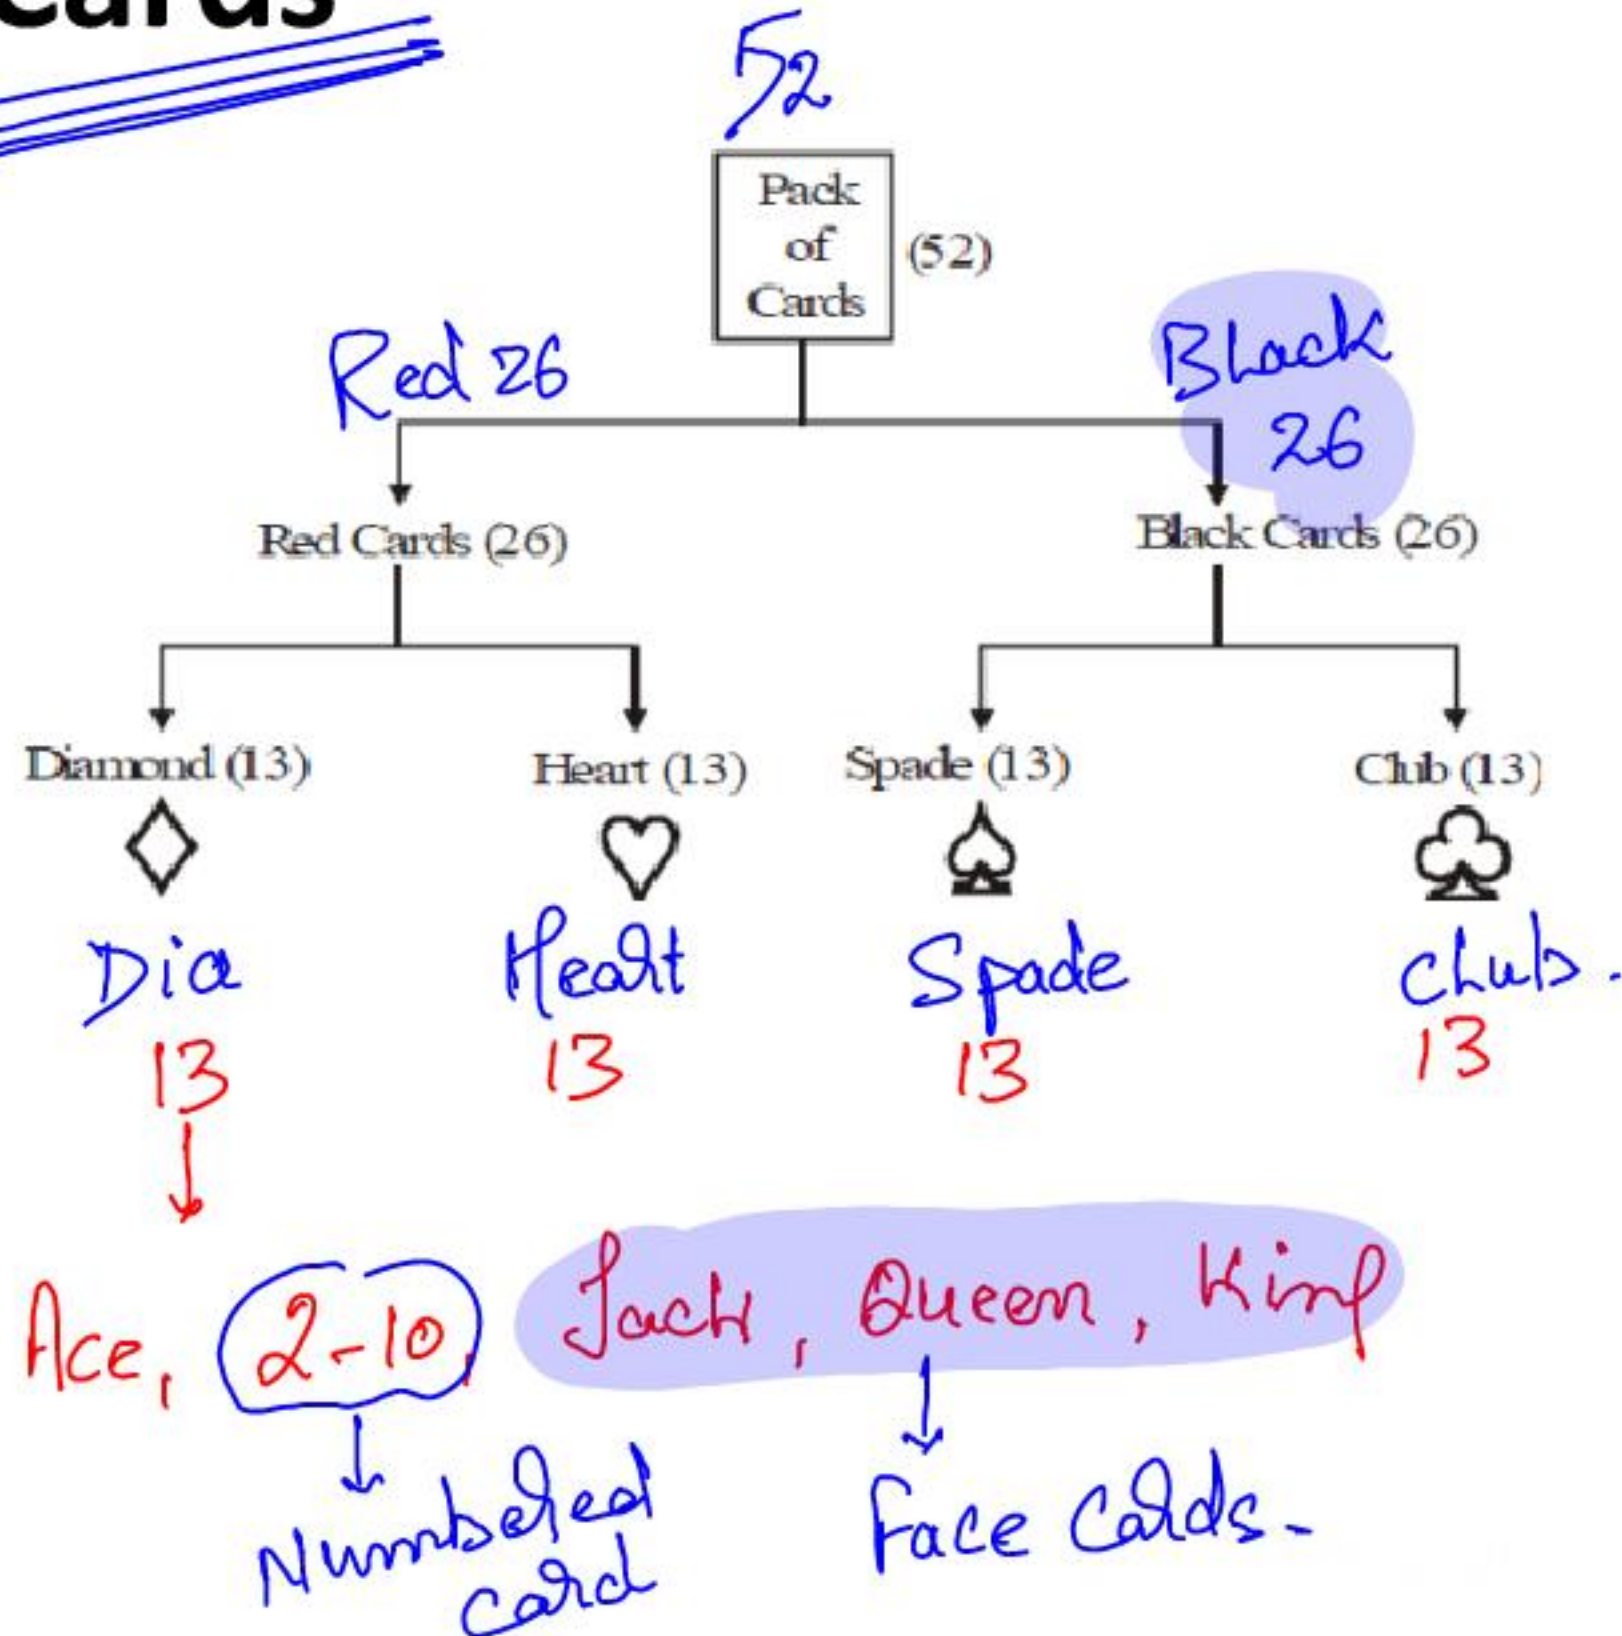 Cards
52
Pack
of
Cards
(52)
Red 26
Black
26
Red Cards (26)
Black Cards (26)
Diamond (13)
Heart (13)
Spade (13)
Club (13)
Dia
Heart
Spade
Club.
13
13
13
13
Ace, 2-10, Jack, Queen, King
Numbered
card
Face Cards.